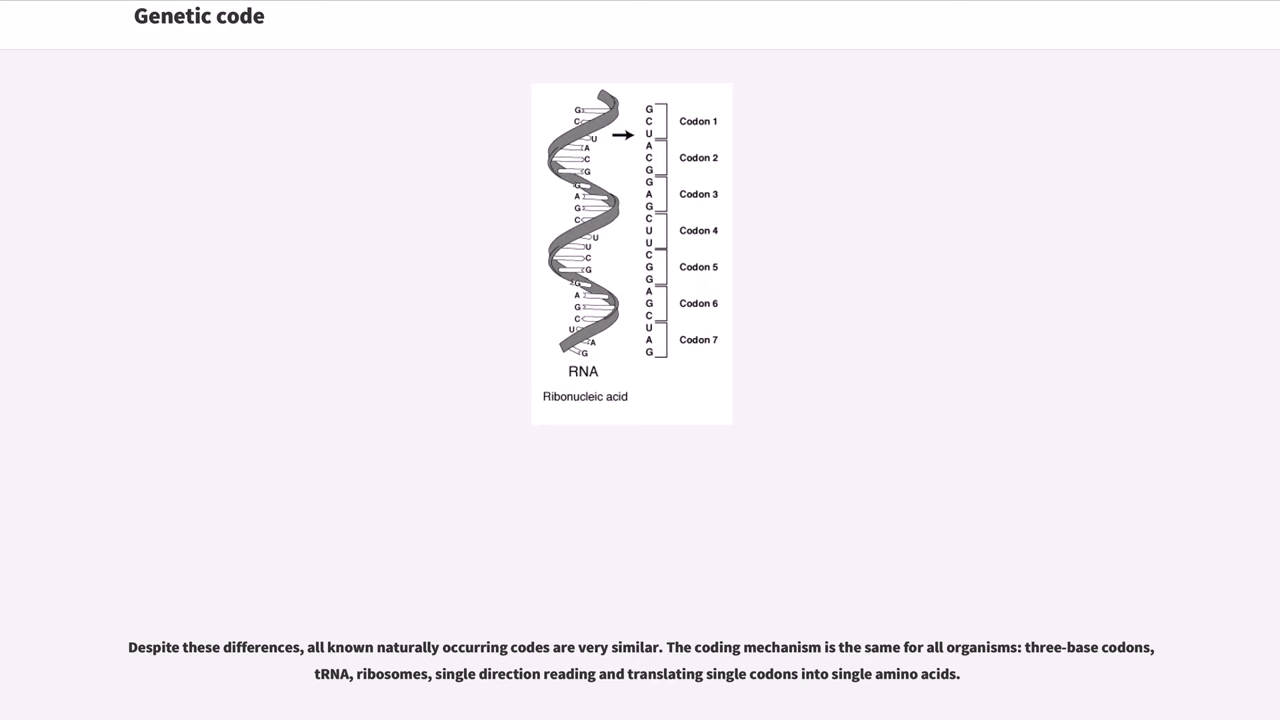 Genetic code
G
C
U
A
C
G
G
A
G
C
U
U
C
G
G
A
G
C
U
A
G
G
C
U
Codon 1
A
C
G
Codon 2
G
A
G
Codon 3
C
U
U
Codon 4
C
G
G
Codon 5
A
G
C
Codon 6
U
A
G
Codon 7
RNA
Ribonucleic acid
Despite these differences, all known naturally occurring codes are very similar. The coding mechanism is the same for all organisms: three-base codons,
tRNA, ribosomes, single direction reading and translating single codons into single amino acids.